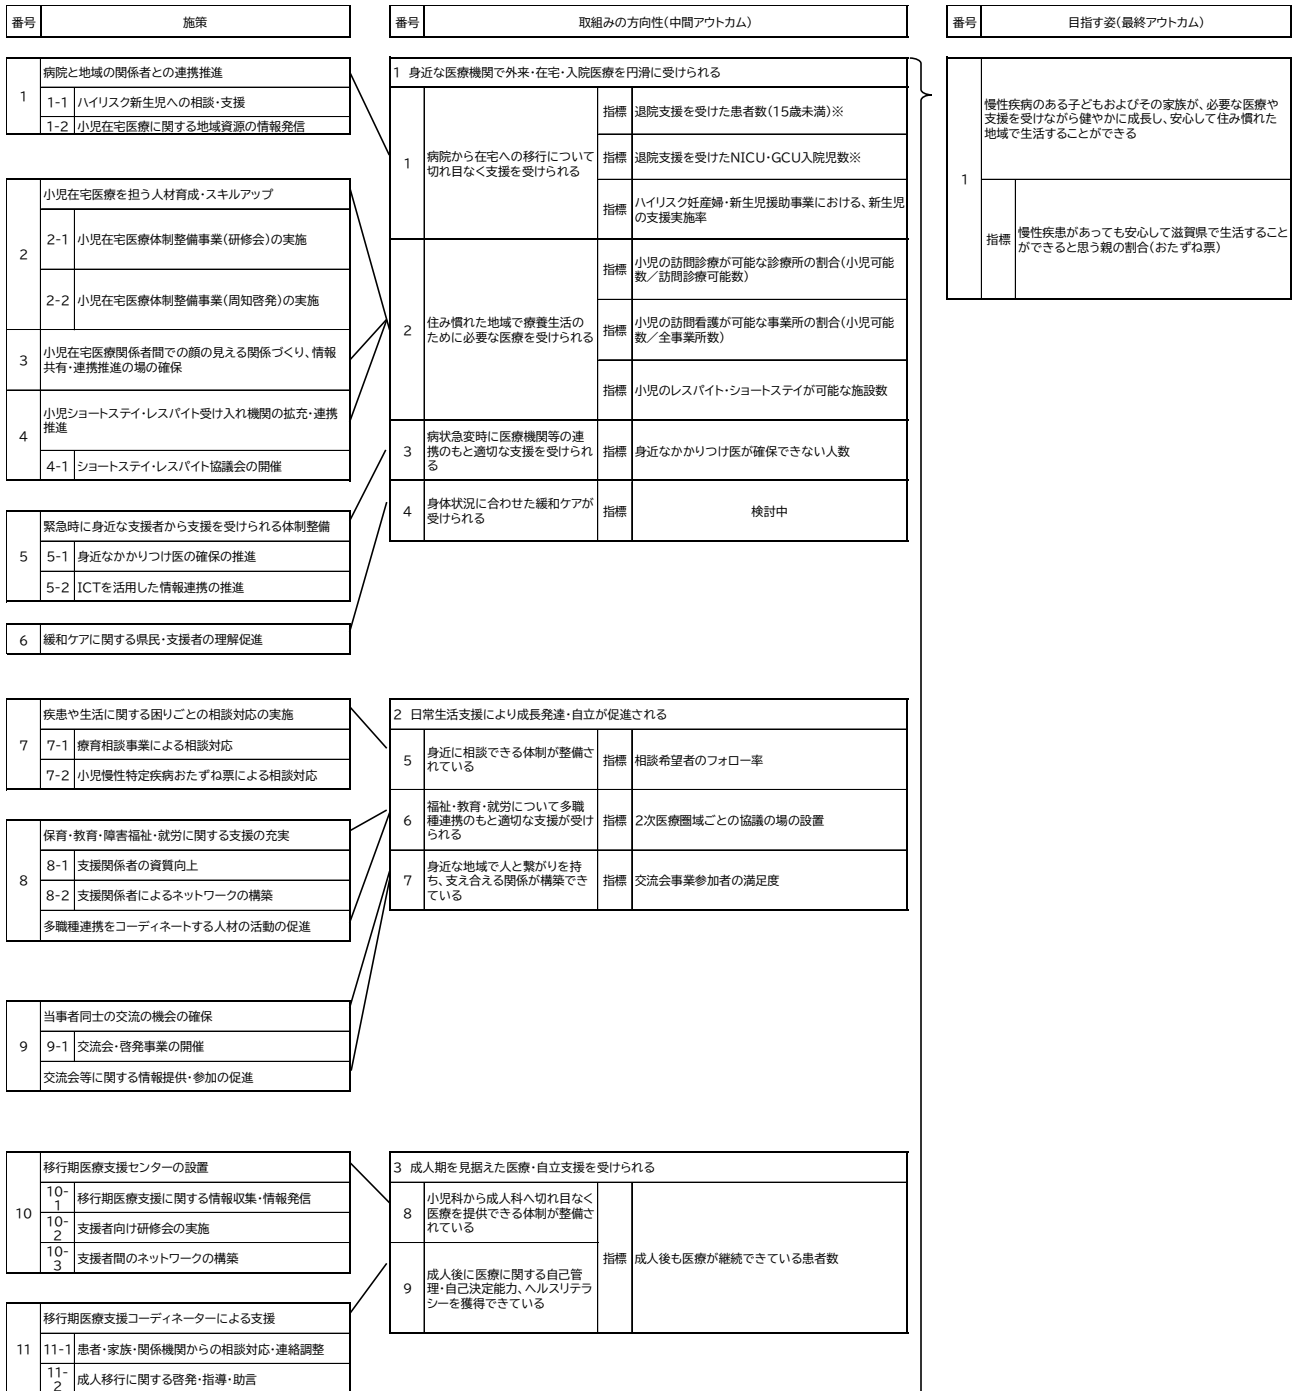 番号 施策
1 病院と地域の関係者との連携推進
1-1 ハイリスク新生児への相談・支援
1-2 小児在宅医療に関する地域資源の情報発信
2 小児在宅医療を担う人材育成・スキルアップ
2-1 小児在宅医療体制整備事業(研修会)の実施
2-2 小児在宅医療体制整備事業(周知啓発)の実施
3 小児在宅医療関係者間での顔の見える関係づくり、情報
共有・連携推進の場の確保
4 小児ショートステイ・レスパイト受け入れ機関の拡充・連携
推進
4-1 ショートステイ・レスパイト協議会の開催
5 緊急時に身近な支援者から支援を受けられる体制整備
5-1 身近なかかりつけ医の確保の推進
5-2 ICTを活用した情報連携の推進
6 緩和ケアに関する県民・支援者の理解促進
7 疾患や生活に関する困りごとの相談対応の実施
7-1 療育相談事業による相談対応
7-2 小児慢性特定疾病おたずね票による相談対応
8 保育・教育・障害福祉・就労に関する支援の充実
8-1 支援関係者の資質向上
8-2 支援関係者によるネットワークの構築
多職種連携をコーディネートする人材の活動の促進
9 当事者同士の交流の機会の確保
9-1 交流会・啓発事業の開催
交流会等に関する情報提供・参加の促進
10 移行期医療支援センターの設置
10-
1 移行期医療支援に関する情報収集・情報発信
10-
2 支援者向け研修会の実施
10-
3 支援者間のネットワークの構築
11 移行期医療支援コーディネーターによる支援
11-1 患者・家族・関係機関からの相談対応・連絡調整
11-
2 成人移行に関する啓発・指導・助言
番号 取組みの方向性(中間アウトカム)
1 身近な医療機関で外来・在宅・入院医療を円滑に受けられる
1 病院から在宅への移行について
切れ目なく支援を受けられる
指標 退院支援を受けた患者数(15歳未満)※
指標 退院支援を受けたNICU・GCU入院児数※
指標 ハイリスク妊産婦・新生児援助事業における、新生児
の支援実施率
2 住み慣れた地域で療養生活の
ために必要な医療を受けられる
指標 小児の訪問診療が可能な診療所の割合(小児可能
数/訪問診療可能数)
指標 小児の訪問看護が可能な事業所の割合(小児可能
数/全事業所数)
指標 小児のレスパイト・ショートステイが可能な施設数
3 病状急変時に医療機関等の連
携のもと適切な支援を受けられ
る
指標 身近なかかりつけ医が確保できない人数
4 身体状況に合わせた緩和ケアが
受けられる
指標 検討中
2 日常生活支援により成長発達・自立が促進される
5 身近に相談できる体制が整備さ
れている
指標 相談希望者のフォロー率
6 福祉・教育・就労について多職
種連携のもと適切な支援が受け
られる
指標 2次医療圏域ごとの協議の場の設置
7 身近な地域で人と繋がりを持
ち、支え合える関係が構築でき
ている
指標 交流会事業参加者の満足度
3 成人期を見据えた医療・自立支援を受けられる
8 小児科から成人科へ切れ目なく
医療を提供できる体制が整備さ
れている
9 成人後に医療に関する自己管
理・自己決定能力、ヘルスリテラ
シーを獲得できている
指標 成人後も医療が継続できている患者数
番号 目指す姿(最終アウトカム)
1 慢性疾病のある子どもおよびその家族が、必要な医療や
支援を受けながら健やかに成長し、安心して住み慣れた
地域で生活することができる
指標 慢性疾患があっても安心して滋賀県で生活すること
ができると思う親の割合(おたずね票)